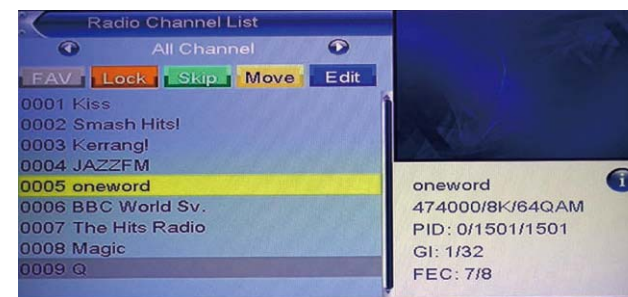 Radio Channel List
All Channel
FAV Lock Skip Move Edit
0001 Kiss
0002 Smash Hits!
0003 Kerrang!
0004 JAZZFM
0005 oneword
0006 BBC World Sv.
0007 The Hits Radio
0008 Magic
0009 Q
oneword
474000/8K/64QAM
PID: 0/1501/1501
GI: 1/32
FEC: 7/8